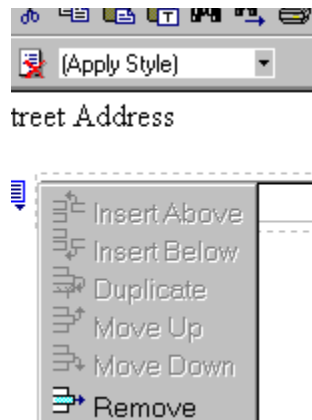 (Apply Style)
treet Address
Insert Above
Insert Below
Duplicate
Move Up
Move Down
Remove